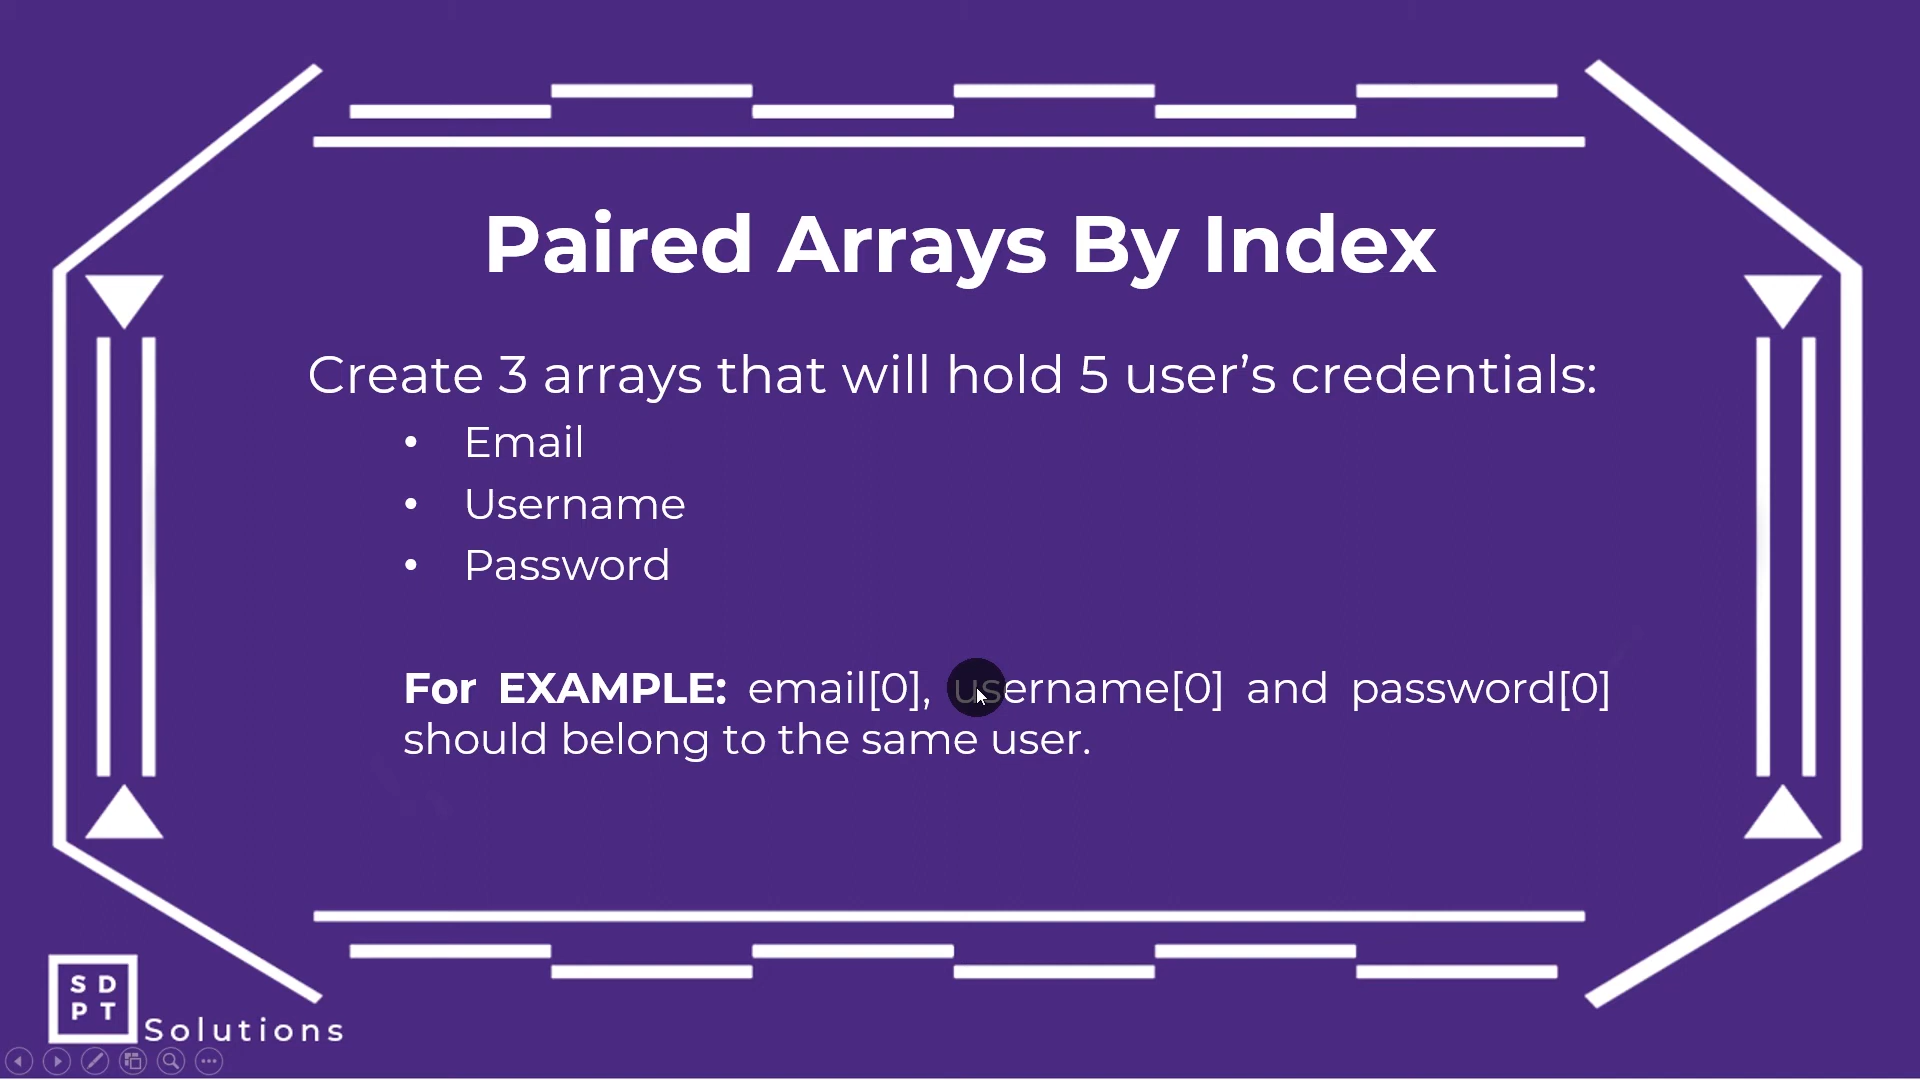 Paired Arrays By Index
Create 3 arrays that will hold 5 user’s credentials:
• Email
• Username
• Password
For EXAMPLE: email[0], username[0] and password[0]
should belong to the same user.
S D
P T
Solutions